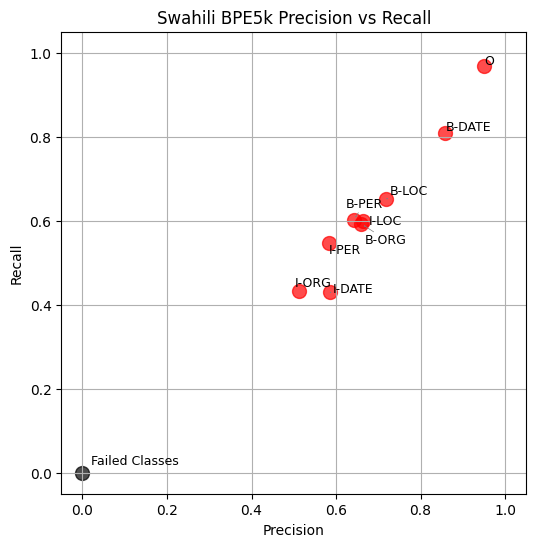 Swahili BPE5k Precision vs Recall
Recall
1.0
0.8
0.6
0.4
0.2
0.0
O
B-DATE
B-LOC
B-PER
I-LOC
B-ORG
I-PER
I-ORG
I-DATE
Failed Classes
0.0 0.2 0.4 0.6 0.8 1.0
Precision